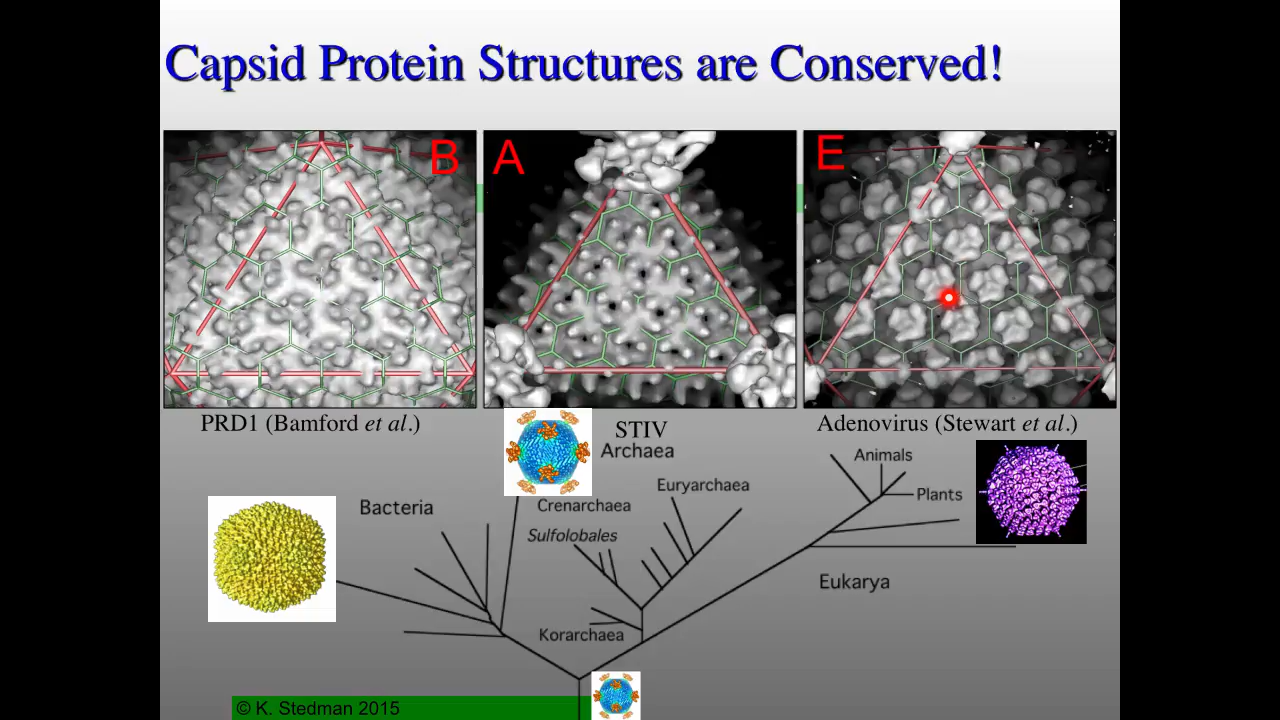 Capsid Protein Structures are Conserved!
B
A
E
PRD1 (Bamford et al.)
STIV
Adenovirus (Stewart et al.)
Archaea
Animals
Euryarchaea
Plants
Bacteria
Crenarchaea
Sulfolobales
Eukarya
Korarchaea
© K. Stedman 2015